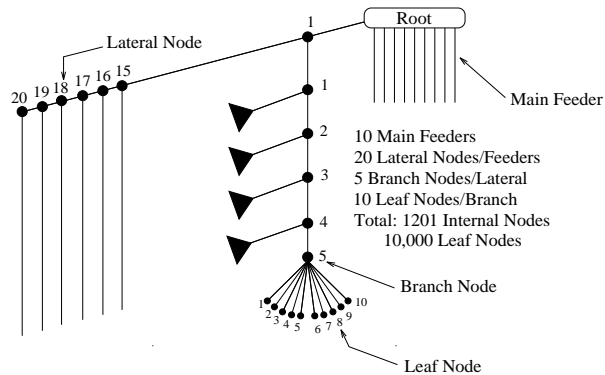 1
Root
Lateral Node
20 19 18 17 16 15
1
Main Feeder
2
10 Main Feeders
20 Lateral Nodes/Feeders
5 Branch Nodes/Lateral
10 Leaf Nodes/Branch
Total: 1201 Internal Nodes
10,000 Leaf Nodes
3
4
5
Branch Node
1 2 3 4 5 6 7 8 9 10
Leaf Node